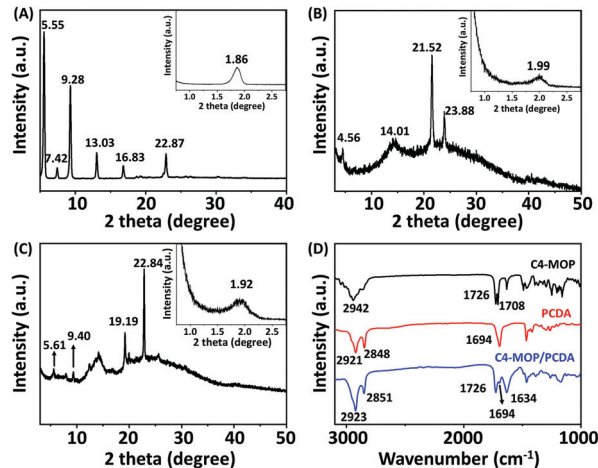 (A)
5.55
9.28
7.42
13.03
16.83
22.87
Intensity (a.u.)
0 10 20 30 40
2 theta (degree)
1.86
Intensity (a.u.)
1.0 1.5 2.0 2.5
2 theta (degree)
(B)
4.56
14.01
21.52
23.88
Intensity (a.u.)
0 10 20 30 40 50
2 theta (degree)
1.99
Intensity (a.u.)
1.0 1.5 2.0 2.5
2 theta (degree)
(C)
5.61
9.40
19.19
22.84
Intensity (a.u.)
10 20 30 40 50
2 theta (degree)
1.92
Intensity (a.u.)
1.0 1.5 2.0 2.5
2 theta (degree)
(D)
C4-MOP
2942
1726
1708
PCDA
2921
2848
1694
C4-MOP/PCDA
2923
2851
1726
1694
1634
Intensity (a.u.)
3000 2000 1000
Wavenumber (cm⁻¹)